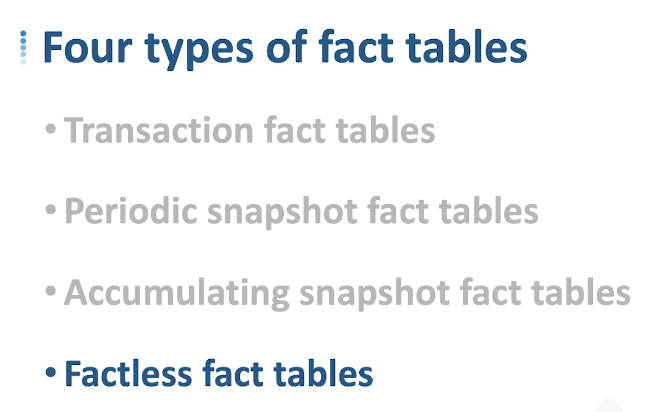 Four types of fact tables
• Transaction fact tables
• Periodic snapshot fact tables
• Accumulating snapshot fact tables
• Factless fact tables